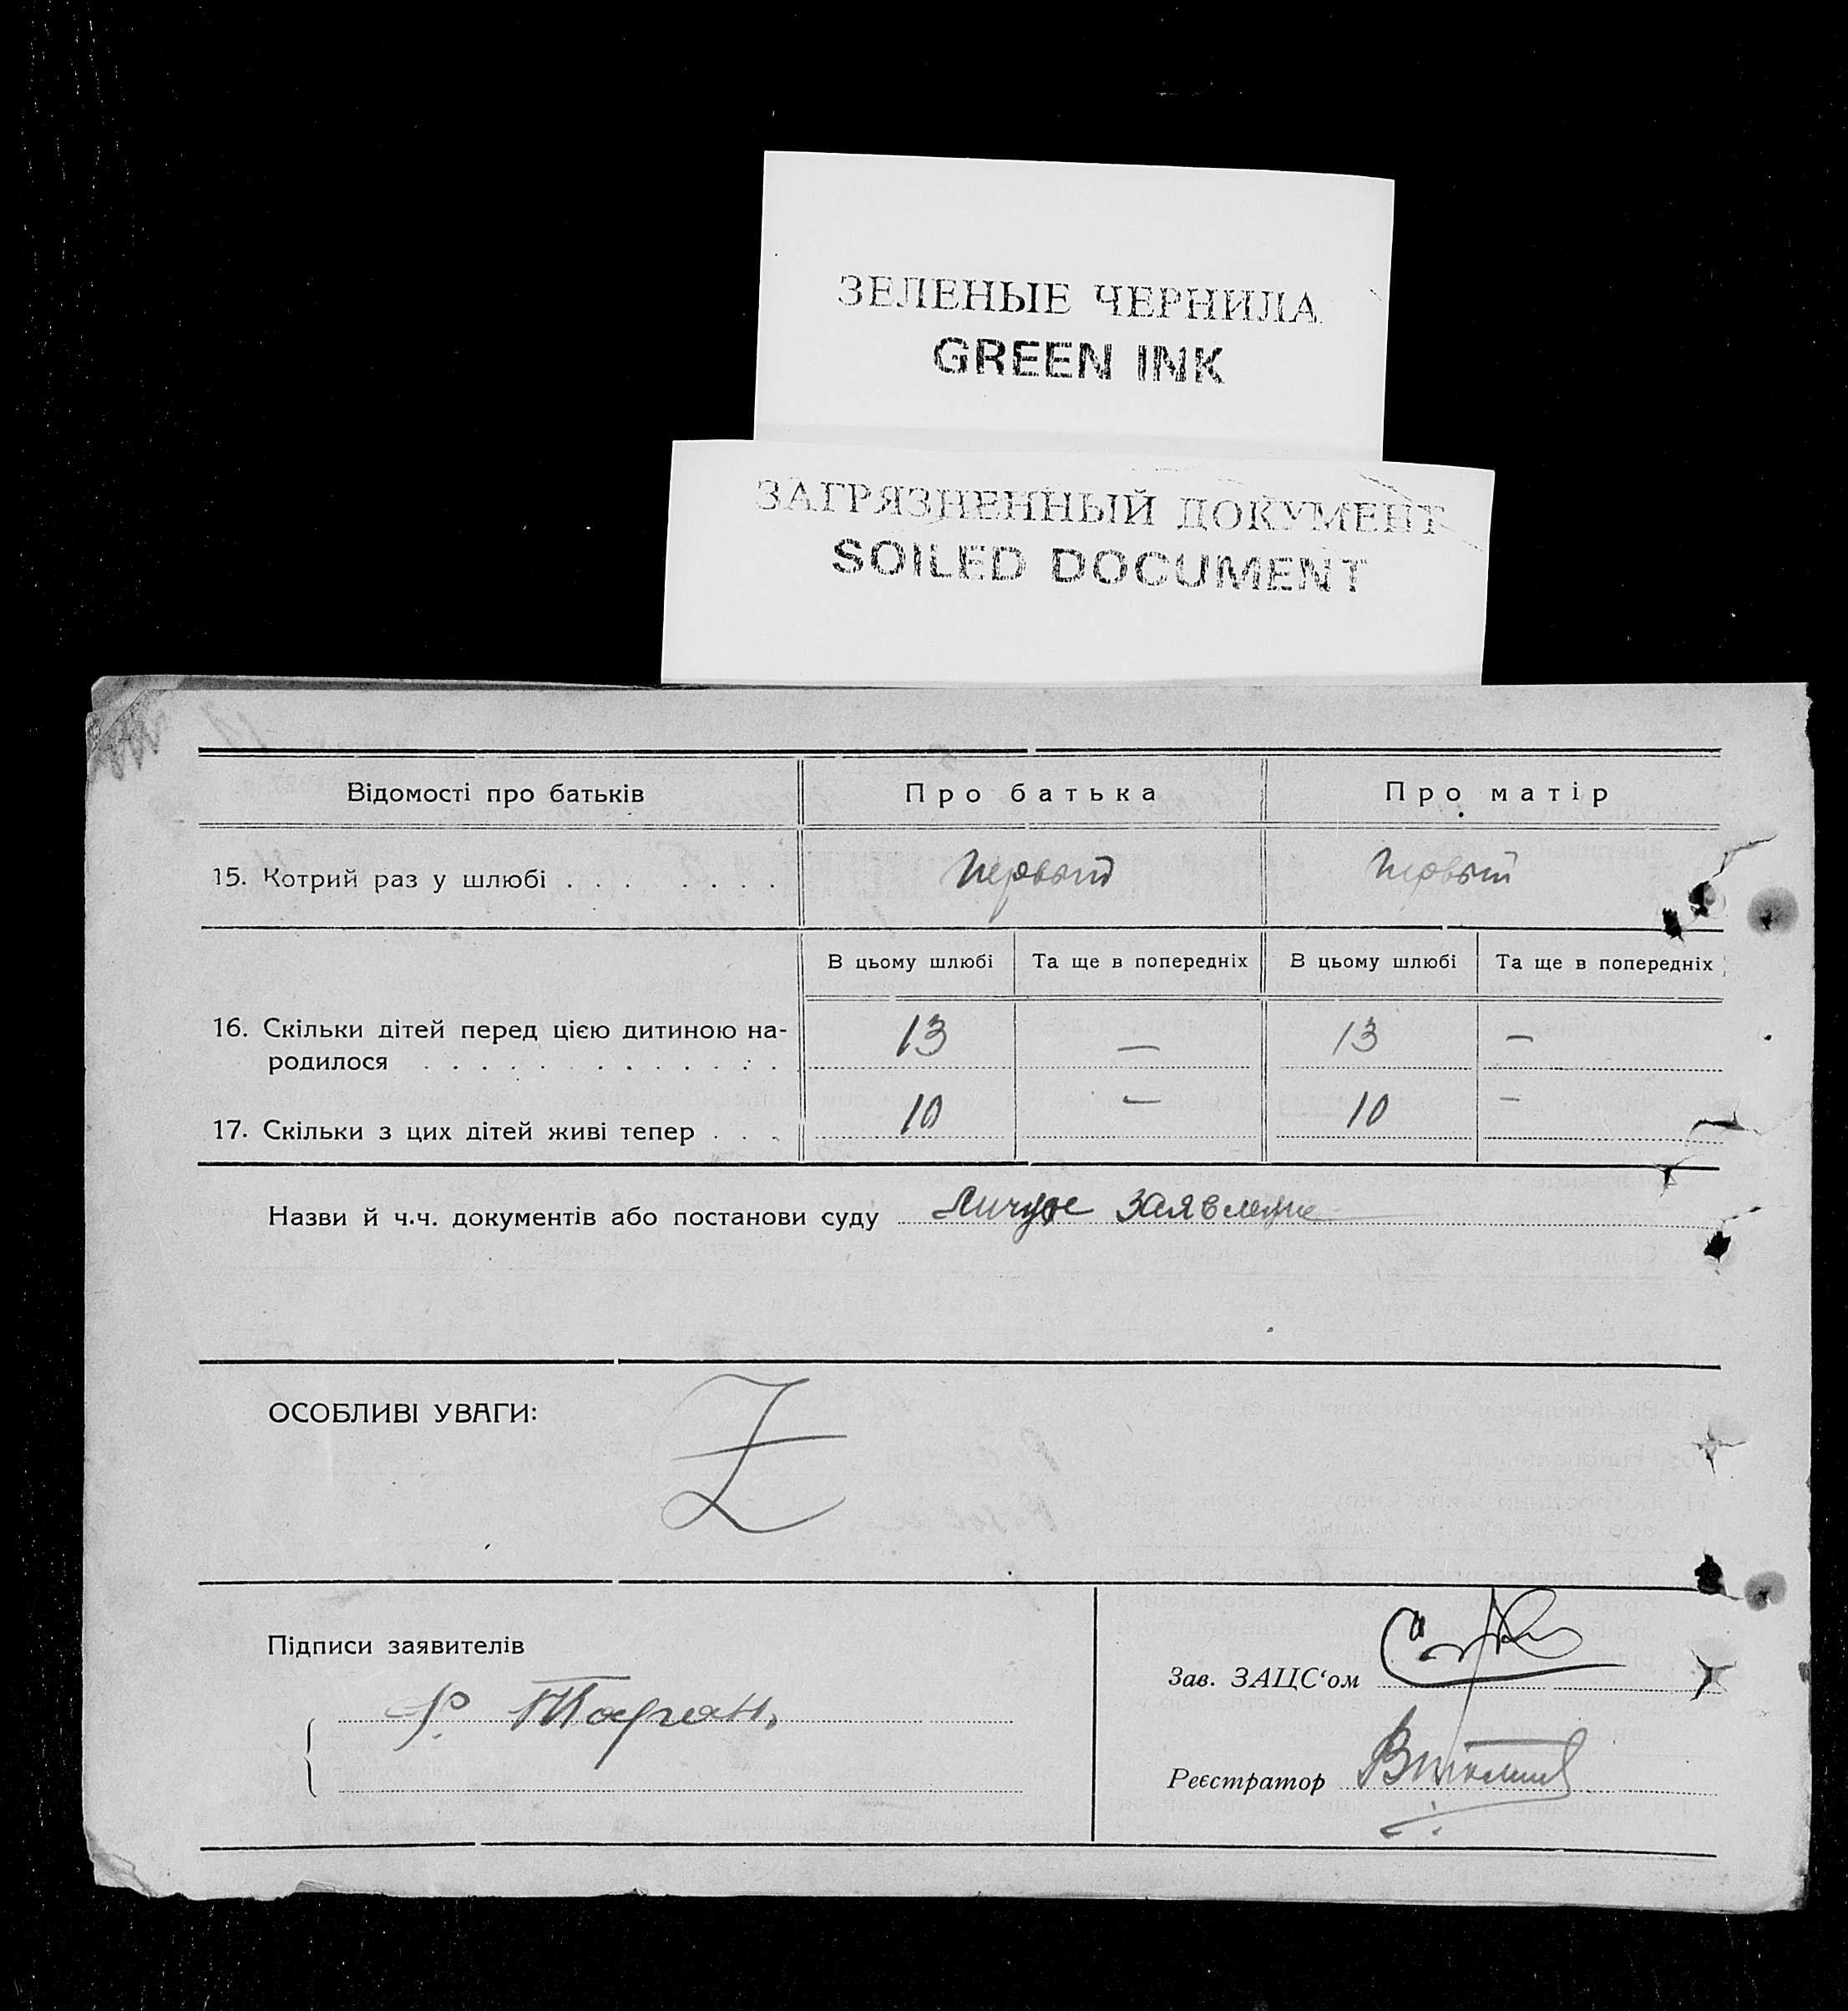 ЗЕЛЕНЫЕ ЧЕРНИЛА
GREEN INK
ЗАГРЯЗНЕННЫЙ ДОКУМЕНТ
SOILED DOCUMENT
Відомості про батьків Про батька Про матір
15. Котрий раз у шлюбі . . . . . . . . Первый Первый
В цьому шлюбі Та ще в попередніх В цьому шлюбі Та ще в попередніх
16. Скільки дітей перед цією дитиною на-
родилося . . . . . . . . . . . . . 13 — 13 —
17. Скільки з цих дітей живі тепер . . . 10 — 10 —
Назви й ч.ч. документів або постанови суду заявление
ОСОБЛИВІ УВАГИ: Z
Підписи заявителів
Зав. ЗАЦС‘ом
Р. Таран
Реєстратор